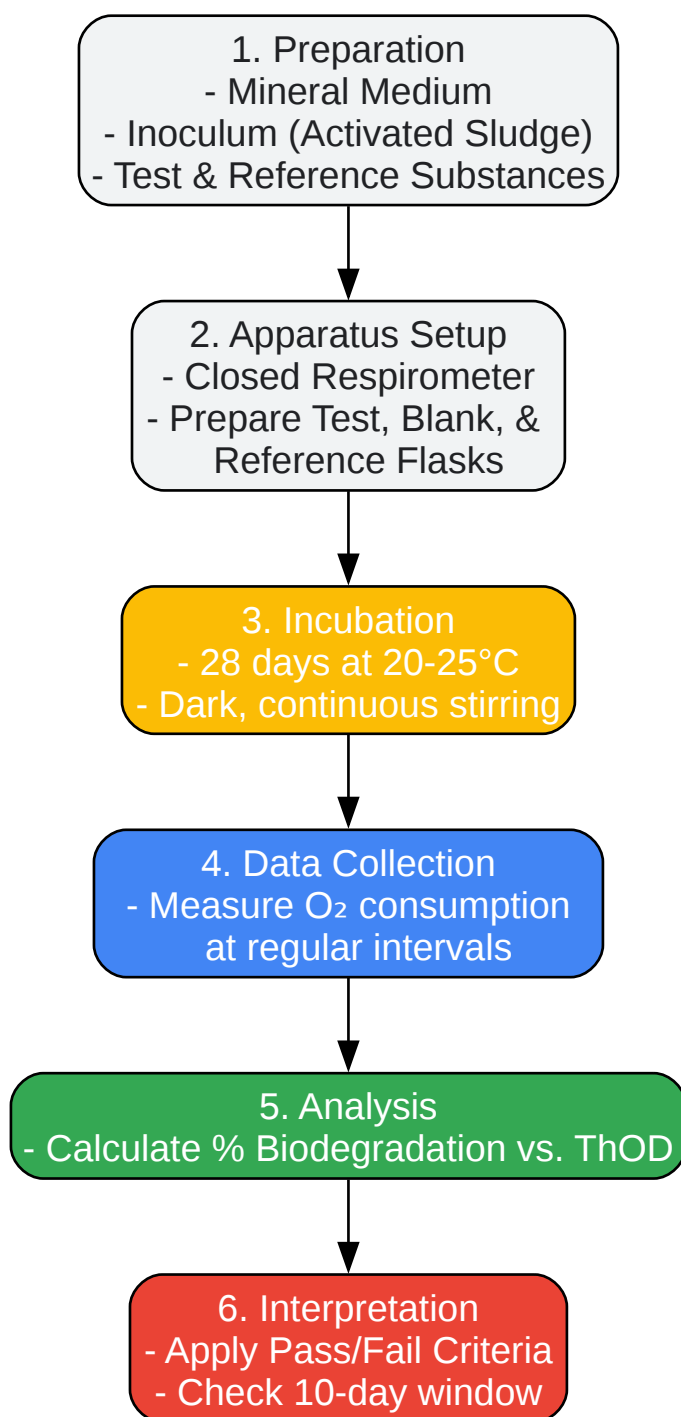 1. Preparation
- Mineral Medium
- Inoculum (Activated Sludge)
- Test & Reference Substances
2. Apparatus Setup
- Closed Respirometer
- Prepare Test, Blank, &
Reference Flasks
3. Incubation
- 28 days at 20-25°C
- Dark, continuous stirring
4. Data Collection
- Measure O₂ consumption
at regular intervals
5. Analysis
- Calculate % Biodegradation vs. ThOD
6. Interpretation
- Apply Pass/Fail Criteria
- Check 10-day window